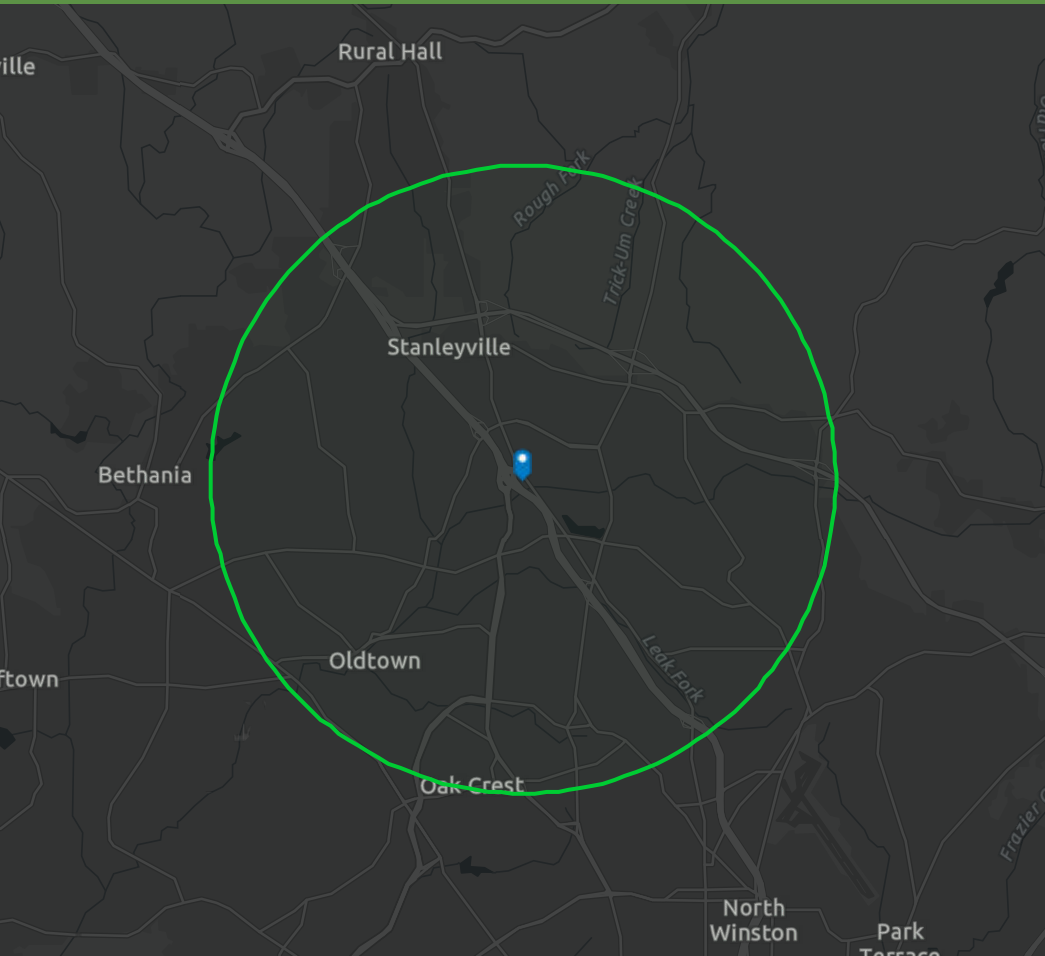 Rural Hall
ville
Rough Fork
Trick-Um Creek
Stanleyville
Bethania
Leak Fork
Oldtown
ftown
Oak Crest
Frazier C
North
Winston
Park
Terrace